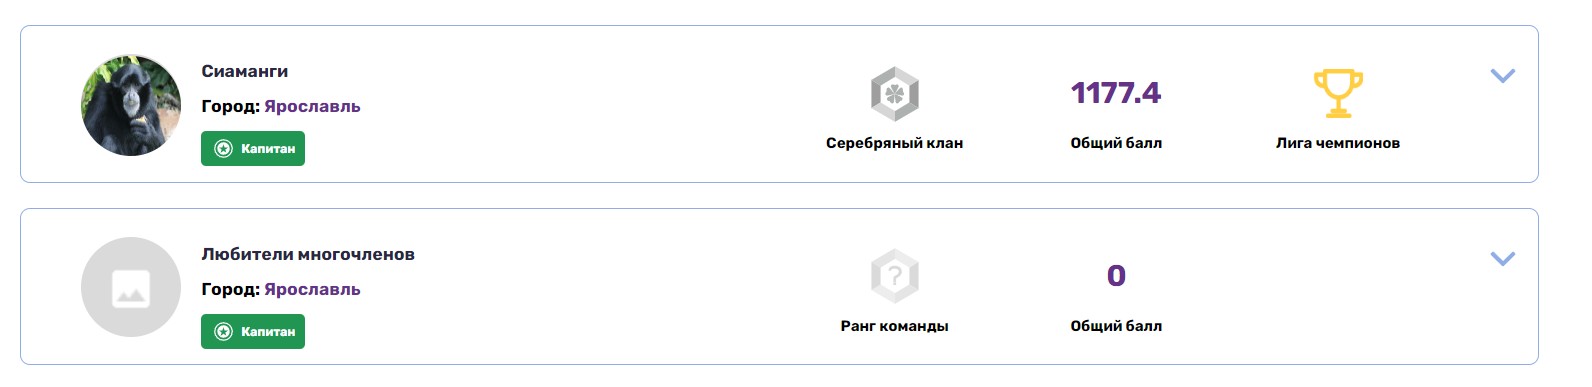 Сиаманги
Город: Ярославль
Капитан
Серебряный клан
1177.4
Общий балл
Лига чемпионов
Любители многочленов
Город: Ярославль
Капитан
?
Ранг команды
0
Общий балл